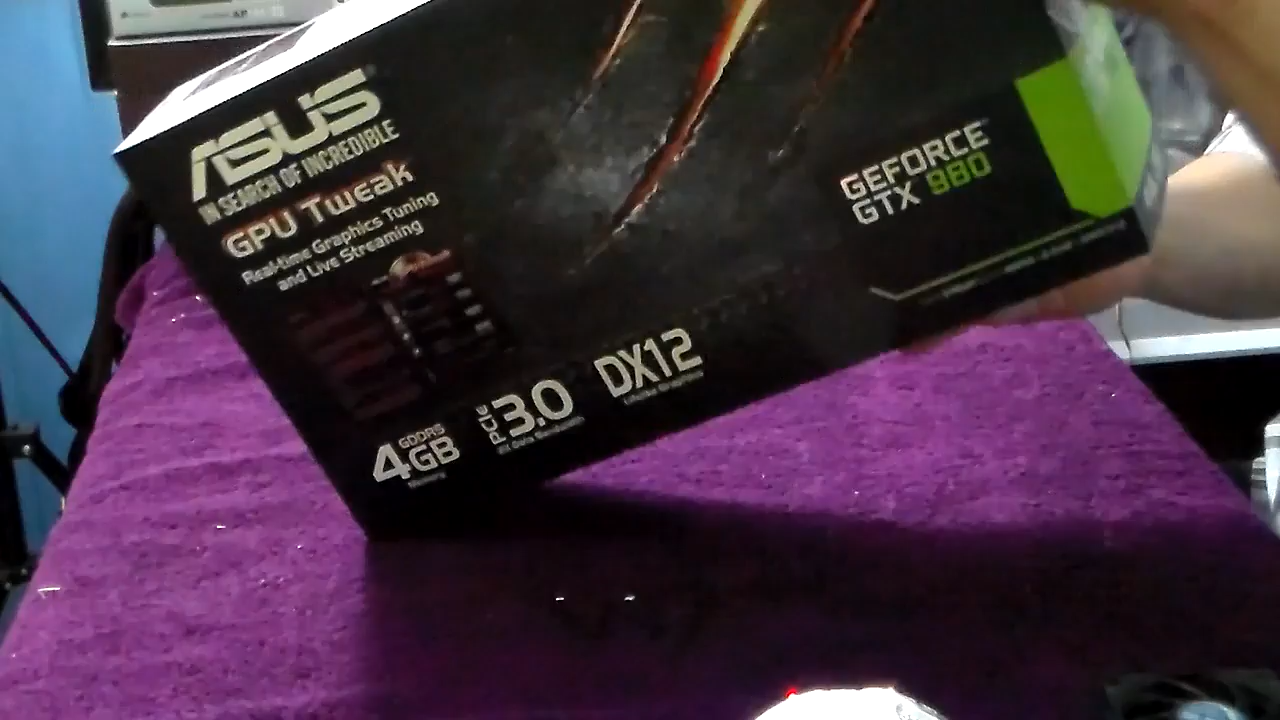 ASUS
IN SEARCH OF INCREDIBLE
GPU Tweak
Real-time Graphics Tuning
and Live Streaming
GEFORCE
GTX 980
4GB GDDR5
Memory
PCIe 3.0
DX12